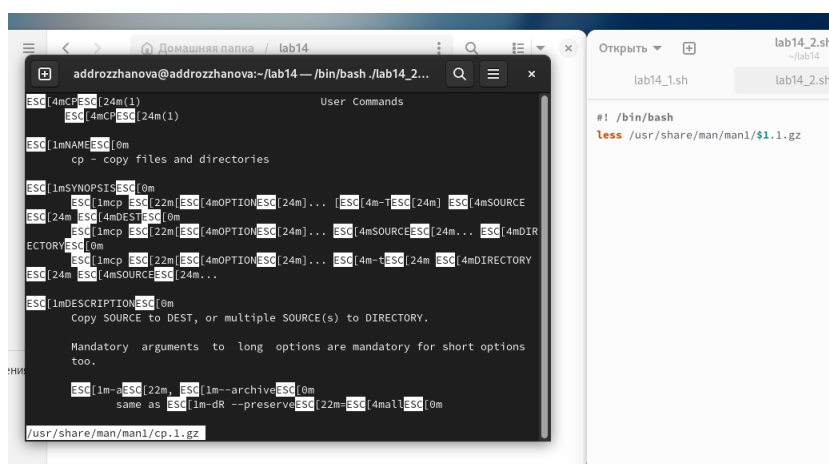 Домашняя папка / lab14
Открыть
lab14_2.sh
~/lab14
addrozzhanova@addrozzhanova:~/lab14 — /bin/bash ./lab14_2...
lab14_1.sh
lab14_2.sh
ESC[4mCPESC[24m(1) User Commands
ESC[4mCPESC[24m(1)
ESC[1mNAMEESC[0m
cp - copy files and directories
ESC[1mSYNOPSISESC[0m
ESC[1mcp ESC[22m[ESC[4mOPTIONESC[24m]... [ESC[4m-TESC[24m] ESC[4mSOURCE
ESC[24m ESC[4mDESTESC[0m
ESC[1mcp ESC[22m[ESC[4mOPTIONESC[24m]... ESC[4mSOURCEESC[24m... ESC[4mDIR
ECTORYESC[0m
ESC[1mcp ESC[22m[ESC[4mOPTIONESC[24m]... ESC[4m-tESC[24m ESC[4mDIRECTORY
ESC[24m ESC[4mSOURCEESC[24m...
ESC[1mDESCRIPTIONESC[0m
Copy SOURCE to DEST, or multiple SOURCE(s) to DIRECTORY.
Mandatory arguments to long options are mandatory for short options
too.
ESC[1m-aESC[22m, ESC[1m--archiveESC[0m
same as ESC[1m-dR --preserveESC[22m=ESC[4mallESC[0m
/usr/share/man/man1/cp.1.gz
#! /bin/bash
less /usr/share/man/man1/$1.1.gz